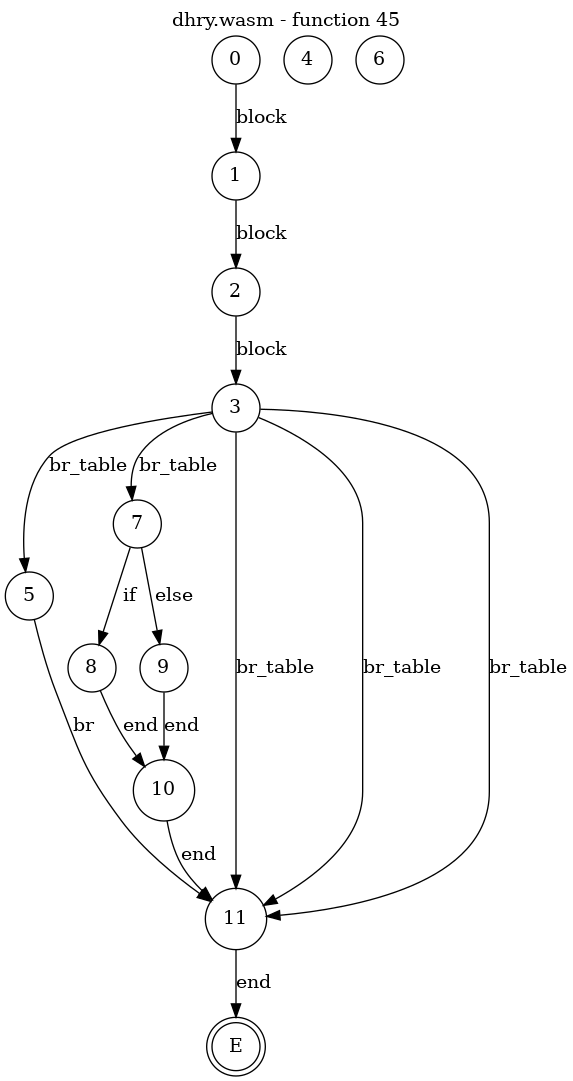 dhry.wasm - function 45
0
4
6
block
1
block
2
block
3
br_table
br_table
7
5
if
else
8
9
br_table
br_table
br_table
br
end
end
10
end
11
end
E